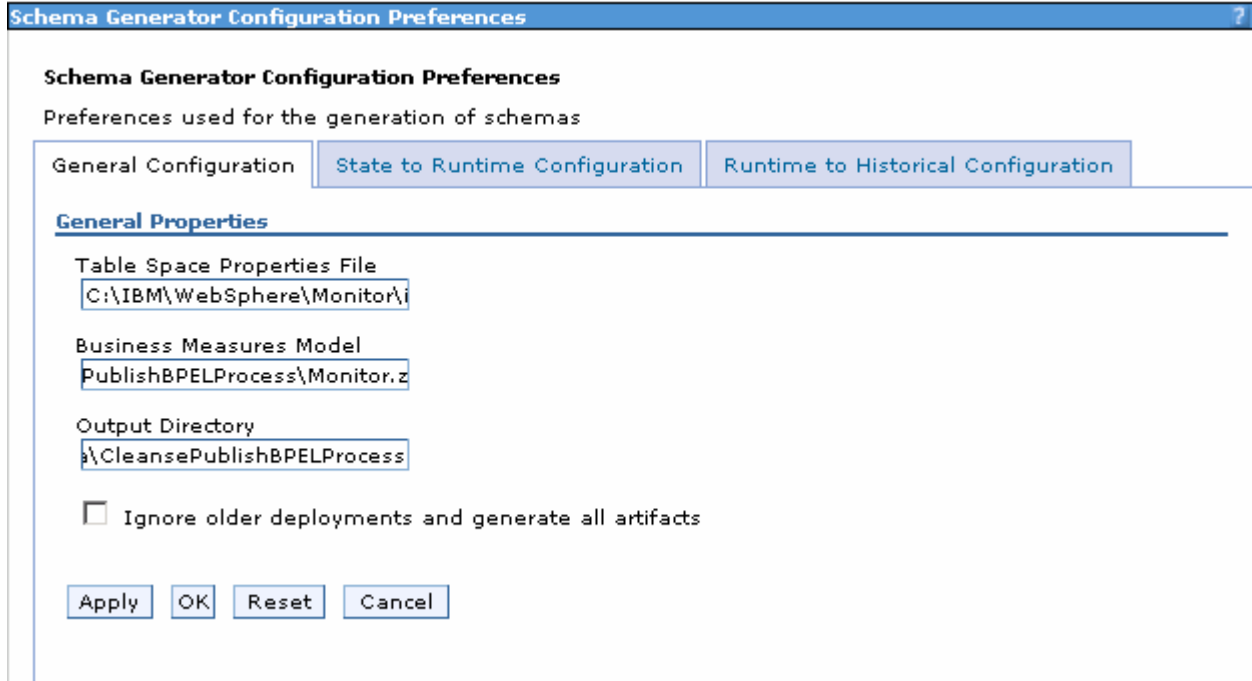 Schema Generator Configuration Preferences ?
Schema Generator Configuration Preferences
Preferences used for the generation of schemas
General Configuration State to Runtime Configuration Runtime to Historical Configuration
General Properties
Table Space Properties File
C:\IBM\WebSphere\Monitor\i
Business Measures Model
PublishBPELProcess\Monitor.z
Output Directory
\CleansePublishBPELProcess
Ignore older deployments and generate all artifacts
Apply OK Reset Cancel